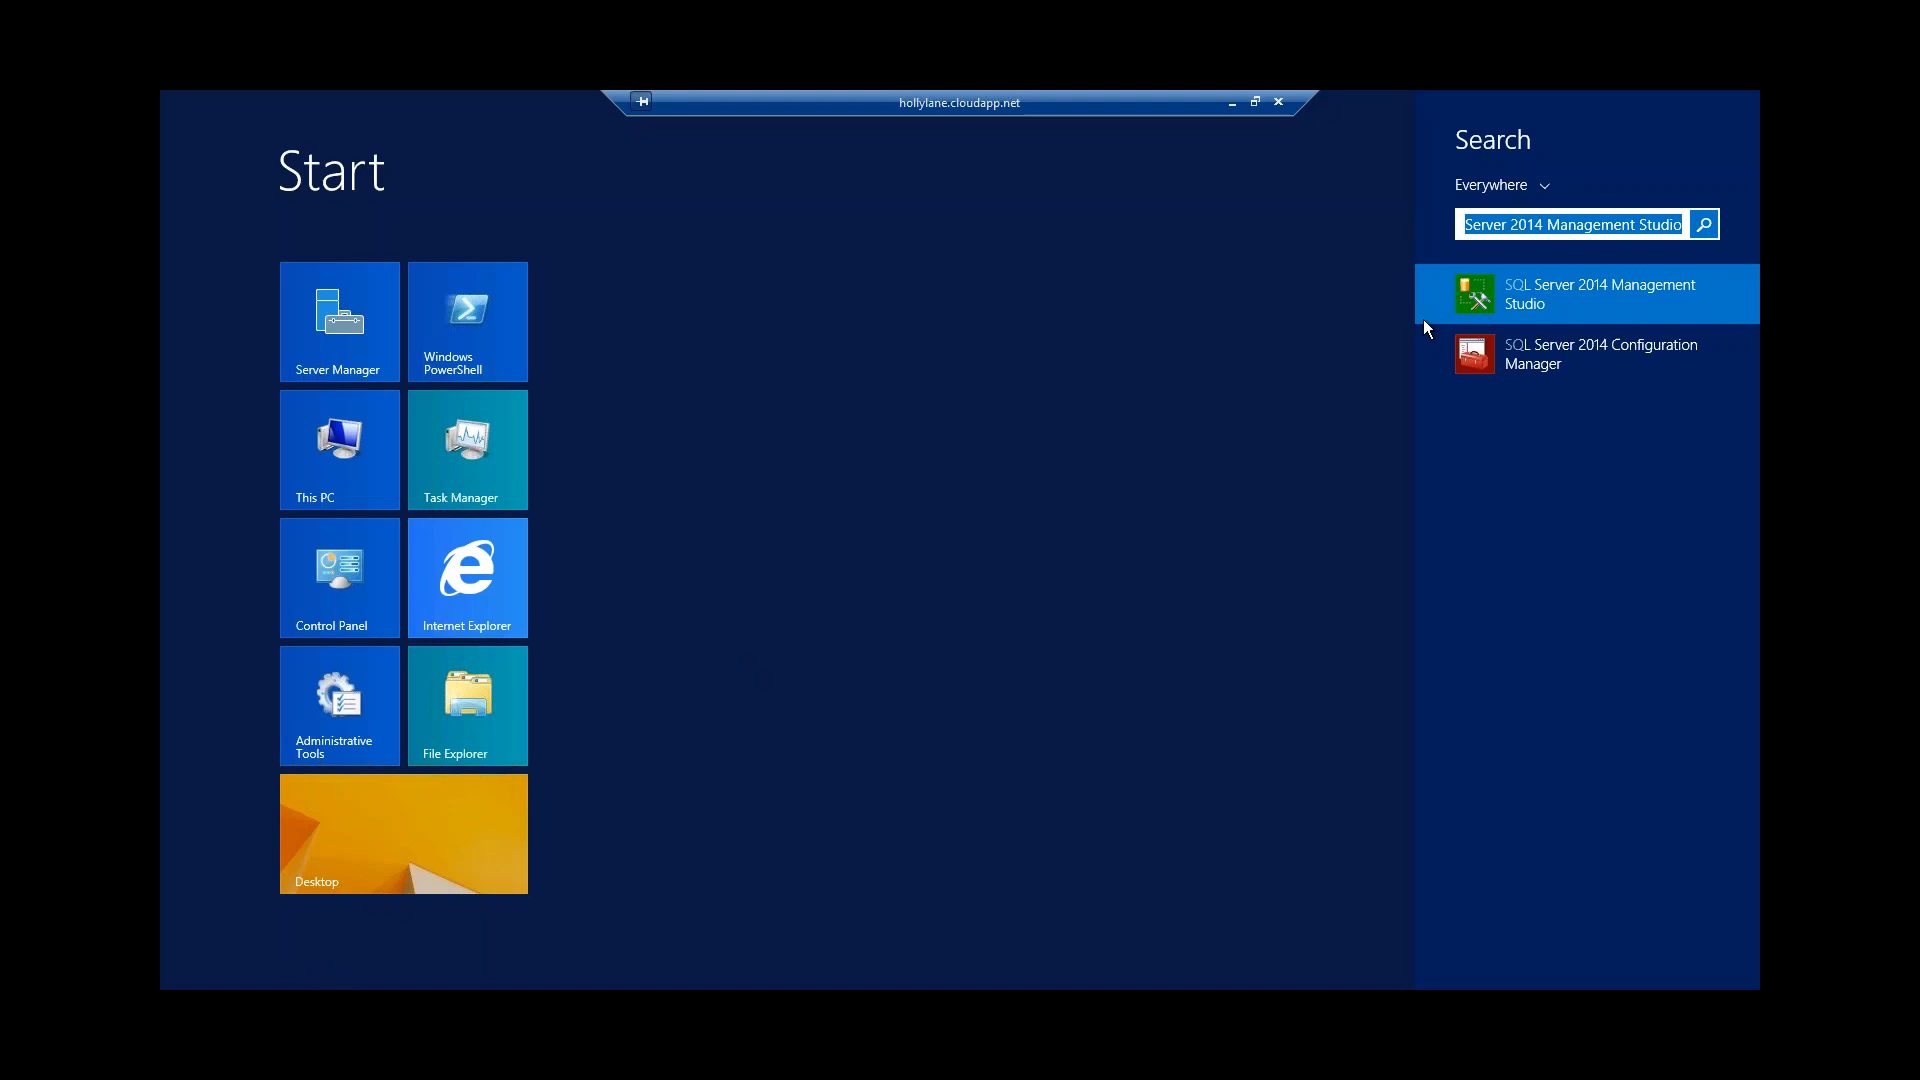 hollylane.cloudapp.net
Start
Search
Everywhere
Server 2014 Management Studio
SQL Server 2014 Management
Studio
SQL Server 2014 Configuration
Manager
Server Manager
Windows
PowerShell
This PC
Task Manager
Control Panel
Internet Explorer
Administrative
Tools
File Explorer
Desktop